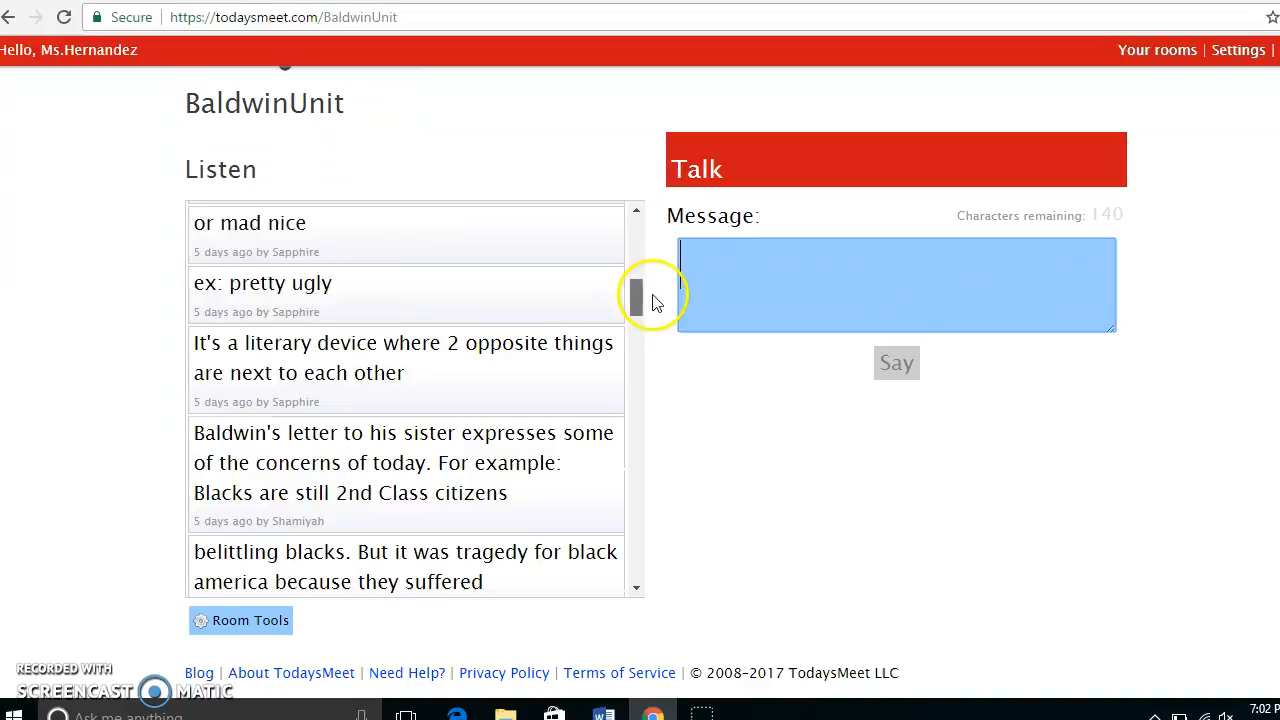 Secure https://todaysmeet.com/BaldwinUnit
Hello, Ms.Hernandez
Your rooms | Settings |
BaldwinUnit
Listen
or mad nice
5 days ago by Sapphire
ex: pretty ugly
5 days ago by Sapphire
It's a literary device where 2 opposite things
are next to each other
5 days ago by Sapphire
Baldwin's letter to his sister expresses some
of the concerns of today. For example:
Blacks are still 2nd Class citizens
5 days ago by Shamiyah
belittling blacks. But it was tragedy for black
america because they suffered
Room Tools
Talk
Message:
Characters remaining: 140
Say
Blog | About TodaysMeet | Need Help? | Privacy Policy | Terms of Service | © 2008-2017 TodaysMeet LLC
RECORDED WITH
SCREENCAST MATIC
Ask me anything
7:02 P